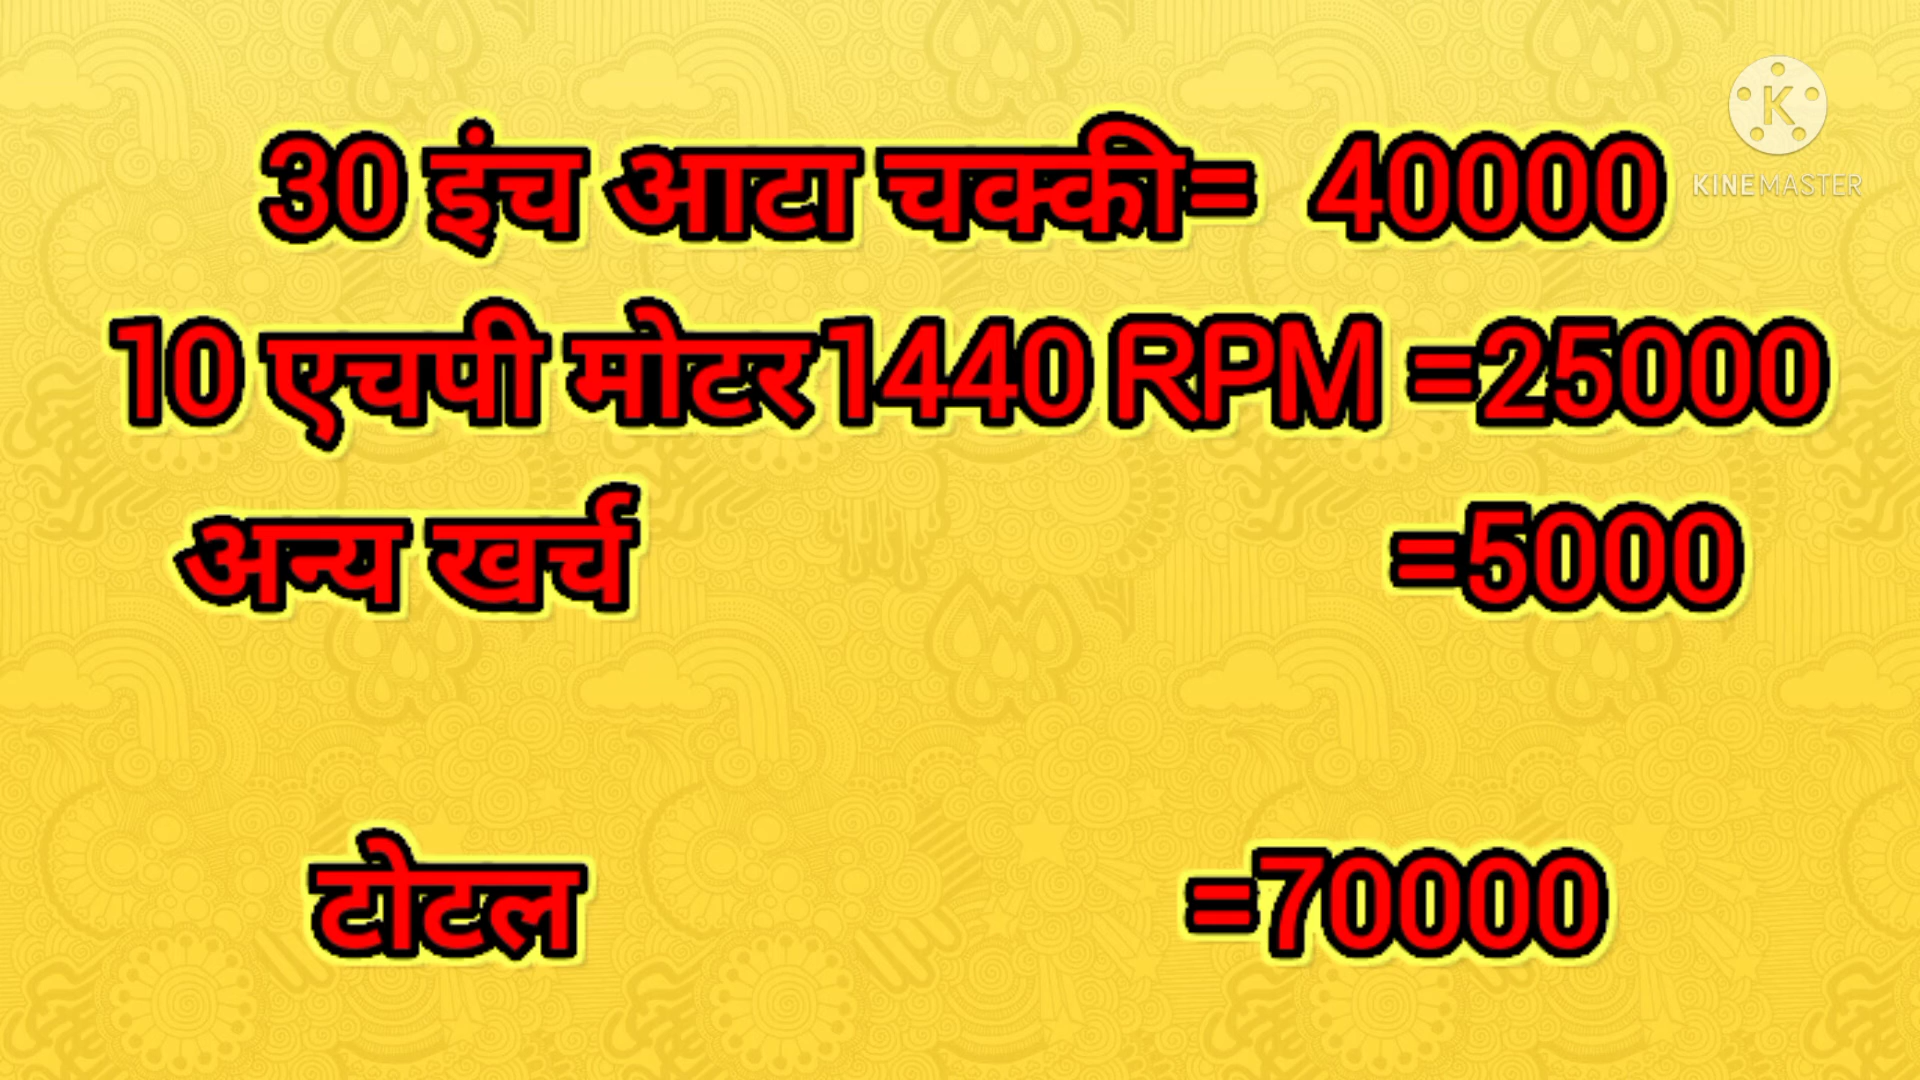 30 इंच आटा चक्की= 40000
KINEMASTER
10 एचपी मोटर 1440 RPM =25000
अन्य खर्च =5000
टोटल =70000